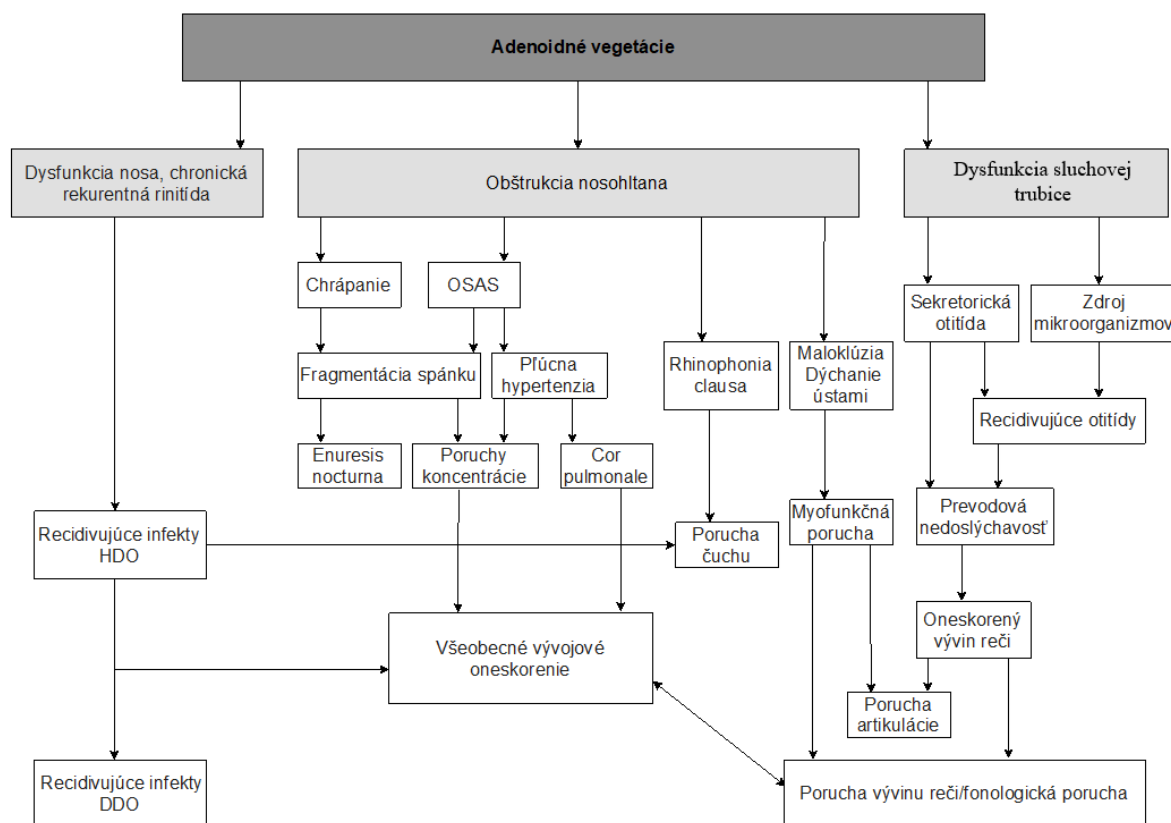 Adenoidné vegetácie
Dysfunkcia nosa, chronická
rekurentná rinitída
Obštrukcia nosohltana
Dysfunkcia sluchovej
trubice
Chrápanie
OSAS
Sekretorická
otitída
Zdroj
mikroorganizmov
Fragmentácia spánku
Pľúcna
hypertenzia
Rhinophonia
clausa
Maloklúzia
Dýchanie
ústami
Recidivujúce otitídy
Enuresis
nocturna
Poruchy
koncentrácie
Cor
pulmonale
Recidivujúce infekty
HDO
Porucha
čuchu
Myofunkčná
porucha
Prevodová
nedoslýchavosť
Oneskorený
vývin reči
Všeobecné vývojové
oneskorenie
Porucha
artikulácie
Recidivujúce infekty
DDO
Porucha vývinu reči/fonologická porucha